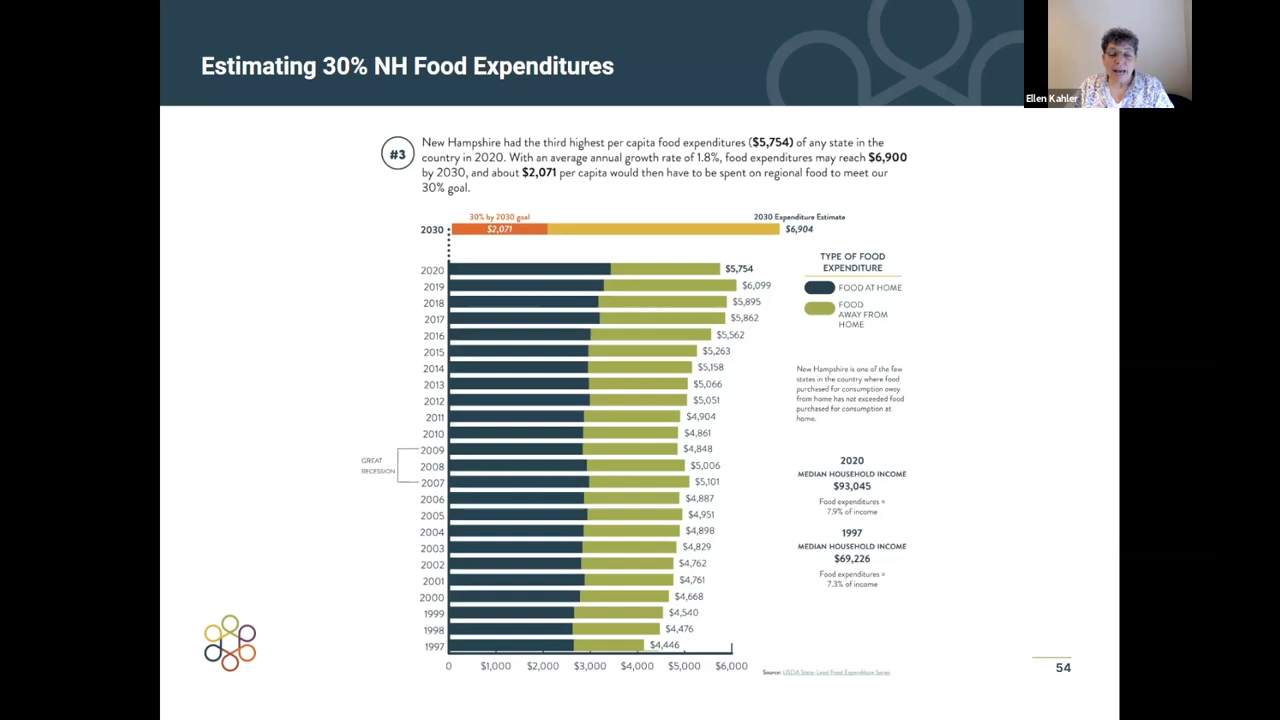 Estimating 30% NH Food Expenditures
Ellen Kahler
#3
New Hampshire had the third highest per capita food expenditures ($5,754) of any state in the
country in 2020. With an average annual growth rate of 1.8%, food expenditures may reach $6,900
by 2030, and about $2,071 per capita would then have to be spent on regional food to meet our
30% goal.
30% by 2030 goal
2030 Expenditure Estimate
2030 $2,071 $6,904
TYPE OF FOOD
EXPENDITURE
FOOD AT HOME
FOOD
AWAY FROM
HOME
2020 $5,754
2019 $6,099
2018 $5,895
2017 $5,862
2016 $5,562
2015 $5,263
2014 $5,158
2013 $5,066
2012 $5,051
2011 $4,904
2010 $4,861
2009 $4,848
2008 $5,006
2007 $5,101
2006 $4,887
2005 $4,951
2004 $4,898
2003 $4,829
2002 $4,762
2001 $4,761
2000 $4,668
1999 $4,540
1998 $4,476
1997 $4,446
GREAT
RECESSION
0 $1,000 $2,000 $3,000 $4,000 $5,000 $6,000
New Hampshire is one of the few
states in the country where food
purchased for consumption away
from home has not exceeded food
purchased for consumption at
home.
2020
MEDIAN HOUSEHOLD INCOME
$93,045
Food expenditures =
7.9% of income
1997
MEDIAN HOUSEHOLD INCOME
$69,226
Food expenditures =
7.3% of income
Source: USDA State-Level Food Expenditure Series
54